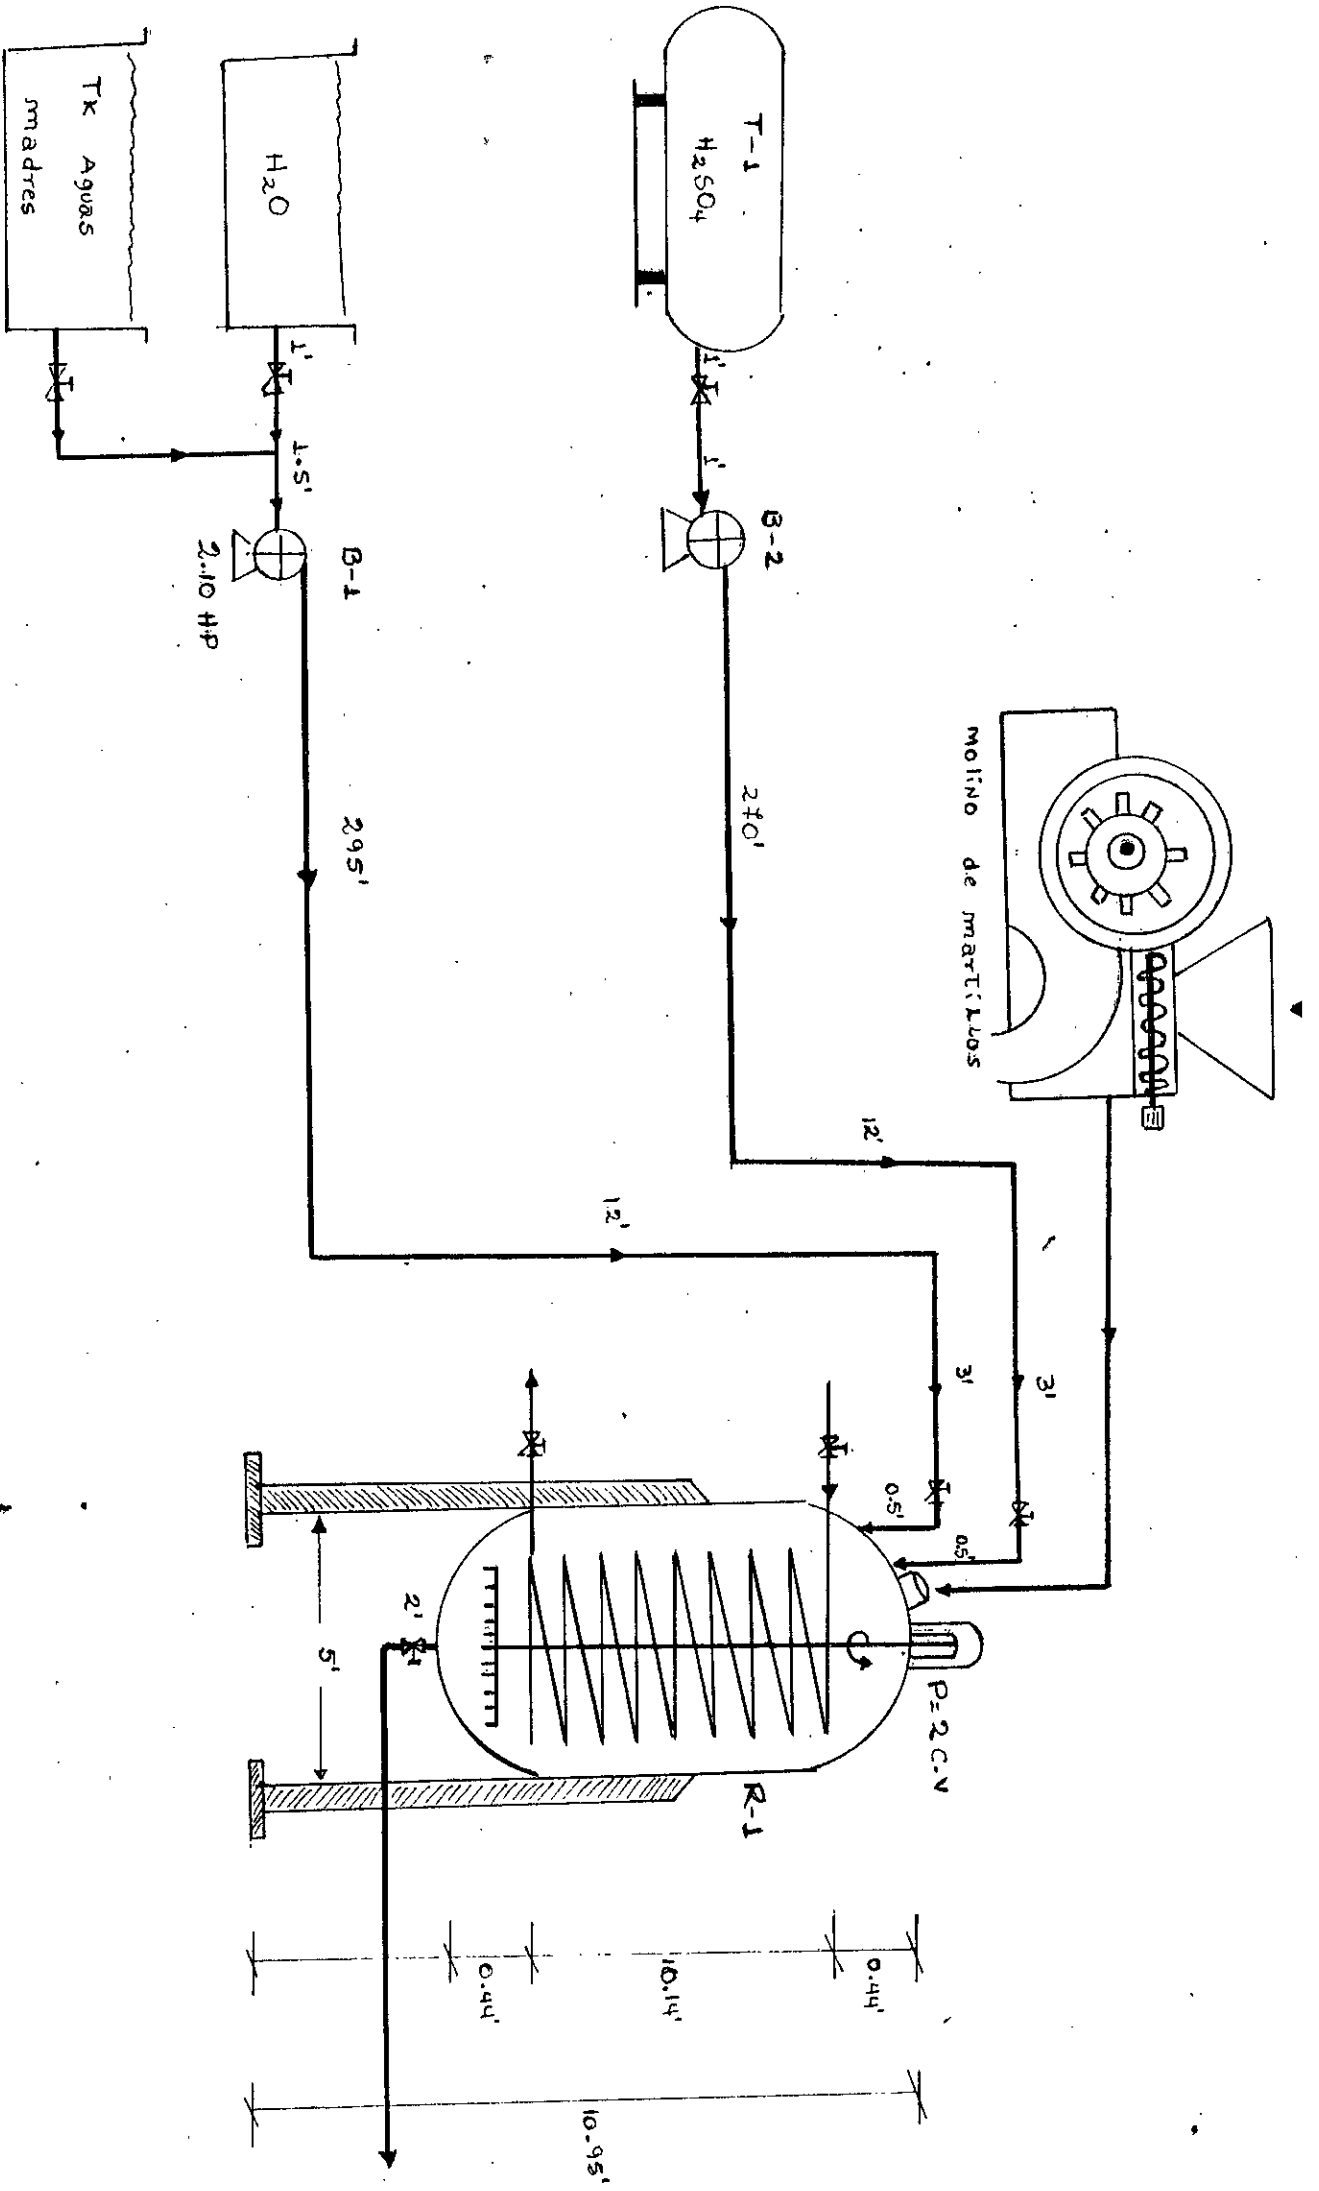 molino de martillos
T-1
H2SO4
1'
1'
B-2
270'
12'
3'
0.5'
H2O
1'
1.5'
B-1
2.10 HP
295'
12'
3'
0.5'
Tk Aguas
madres
P=2 C.V
R-1
2'
5'
0.44'
10.14'
0.44'
10.95'